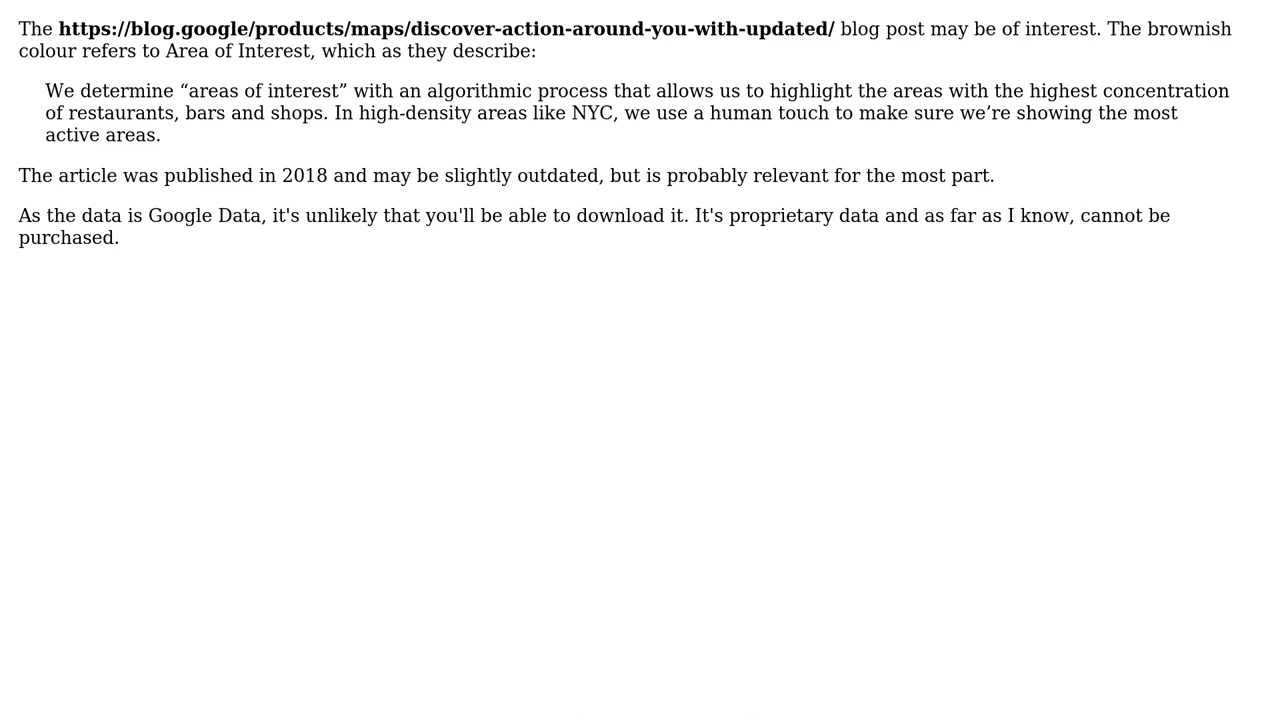 The https://blog.google/products/maps/discover-action-around-you-with-updated/ blog post may be of interest. The brownish
colour refers to Area of Interest, which as they describe:
We determine “areas of interest” with an algorithmic process that allows us to highlight the areas with the highest concentration
of restaurants, bars and shops. In high-density areas like NYC, we use a human touch to make sure we’re showing the most
active areas.
The article was published in 2018 and may be slightly outdated, but is probably relevant for the most part.
As the data is Google Data, it's unlikely that you'll be able to download it. It's proprietary data and as far as I know, cannot be
purchased.